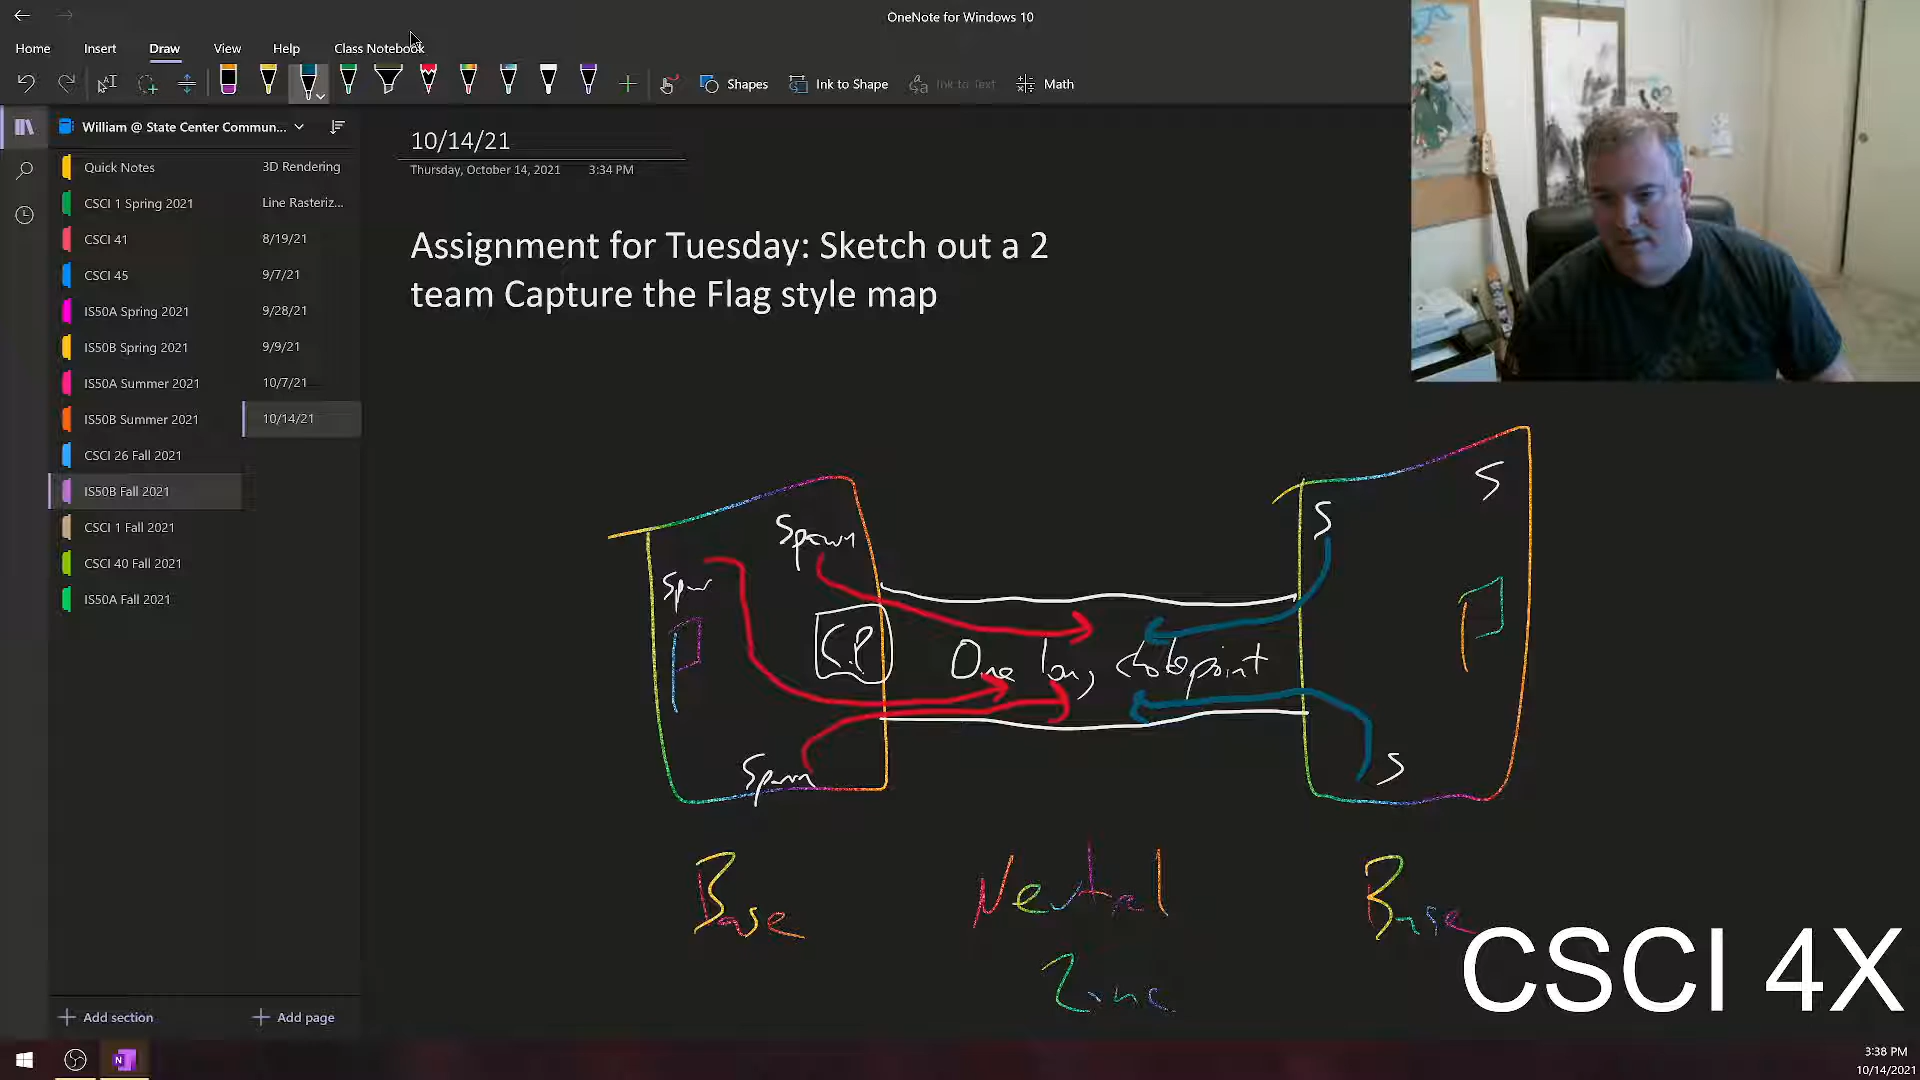 OneNote for Windows 10
Home Insert Draw View Help Class Notebook
Shapes Ink to Shape Ink to Text Math
William @ State Center Commun...
Quick Notes
CSCI 1 Spring 2021
CSCI 41
CSCI 45
IS50A Spring 2021
IS50B Spring 2021
IS50A Summer 2021
IS50B Summer 2021
CSCI 26 Fall 2021
IS50B Fall 2021
CSCI 1 Fall 2021
CSCI 40 Fall 2021
IS50A Fall 2021
Add section
3D Rendering
Line Rasteriz...
8/19/21
9/7/21
9/28/21
9/9/21
10/7/21
10/14/21
Add page
10/14/21
Thursday, October 14, 2021 3:34 PM
Assignment for Tuesday: Sketch out a 2
team Capture the Flag style map
Spawn
Spw
C.P
Spawn
One long chokepoint
S
S
S
Base
Neutral
Zone
Base
CSCI 4X
3:38 PM
10/14/2021